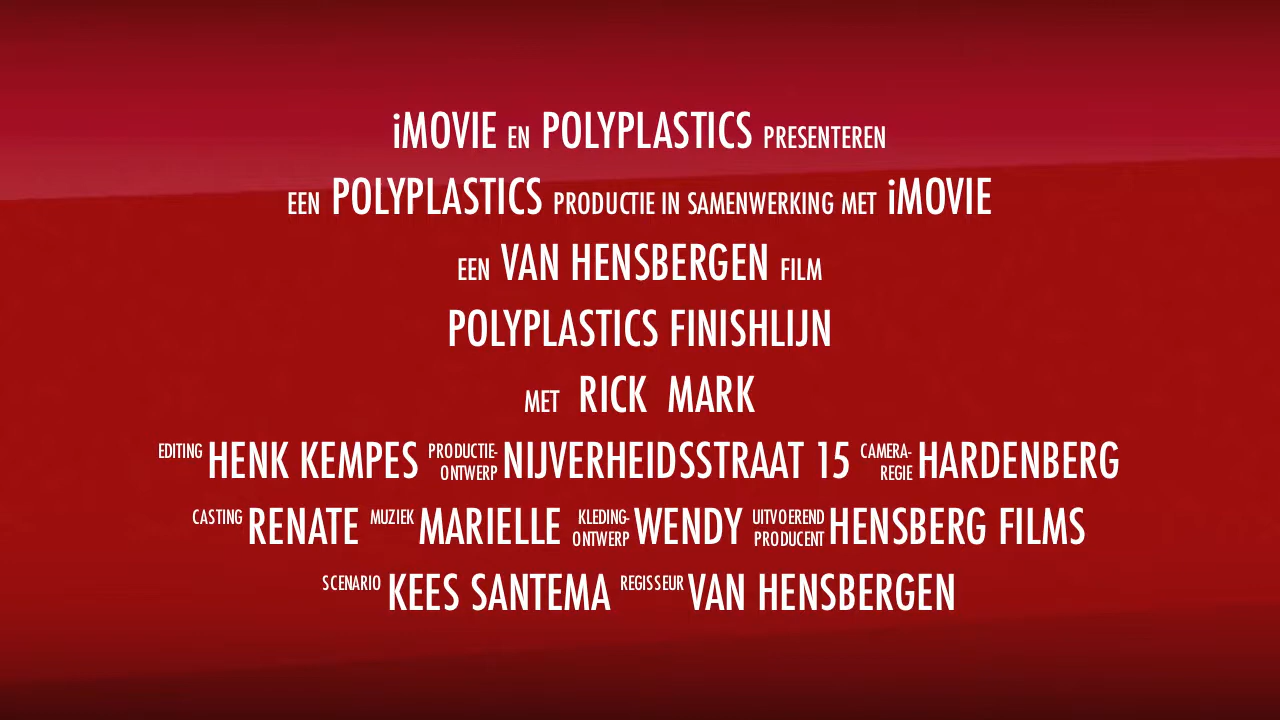 iMOVIE EN POLYPLASTICS PRESENTEREN
EEN POLYPLASTICS PRODUCTIE IN SAMENWERKING MET iMOVIE
EEN VAN HENSBERGEN FILM
POLYPLASTICS FINISHLIJN
MET RICK MARK
EDITING HENK KEMPES PRODUCTIE-ONTWERP NIJVERHEIDSSTRAAT 15 CAMERA-REGIE HARDENBERG
CASTING RENATE MUZIEK MARIELLE KLEDING-ONTWERP WENDY UITVOEREND PRODUCENT HENSBERG FILMS
SCENARIO KEES SANTEMA REGISSEUR VAN HENSBERGEN